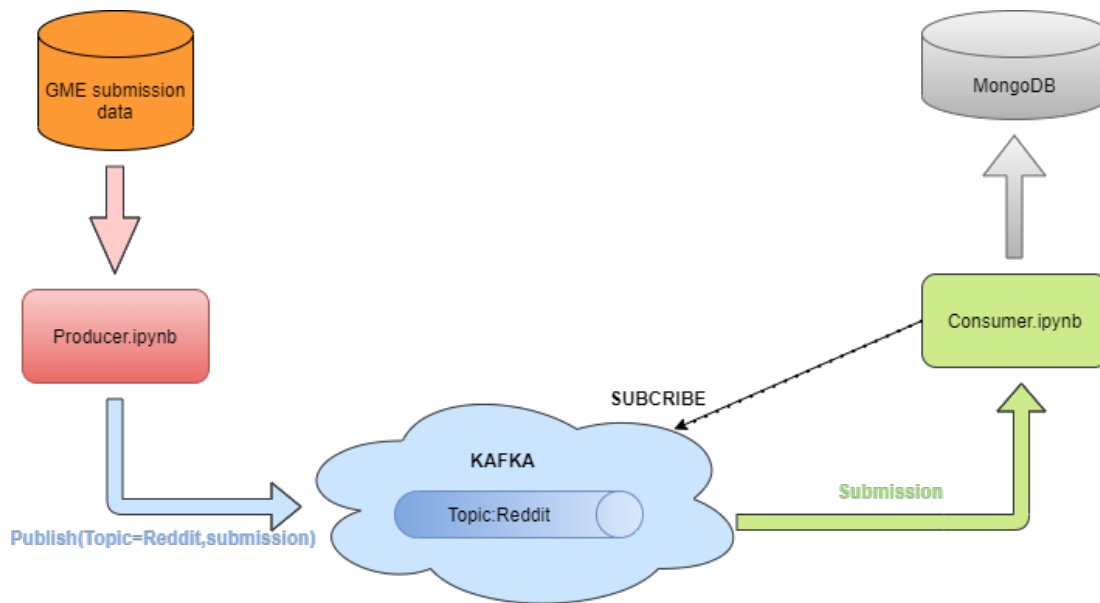 GME submission
data
MongoDB
Producer.ipynb
Consumer.ipynb
SUBCRIBE
KAFKA
Topic:Reddit
Submission
Publish(Topic=Reddit,submission)